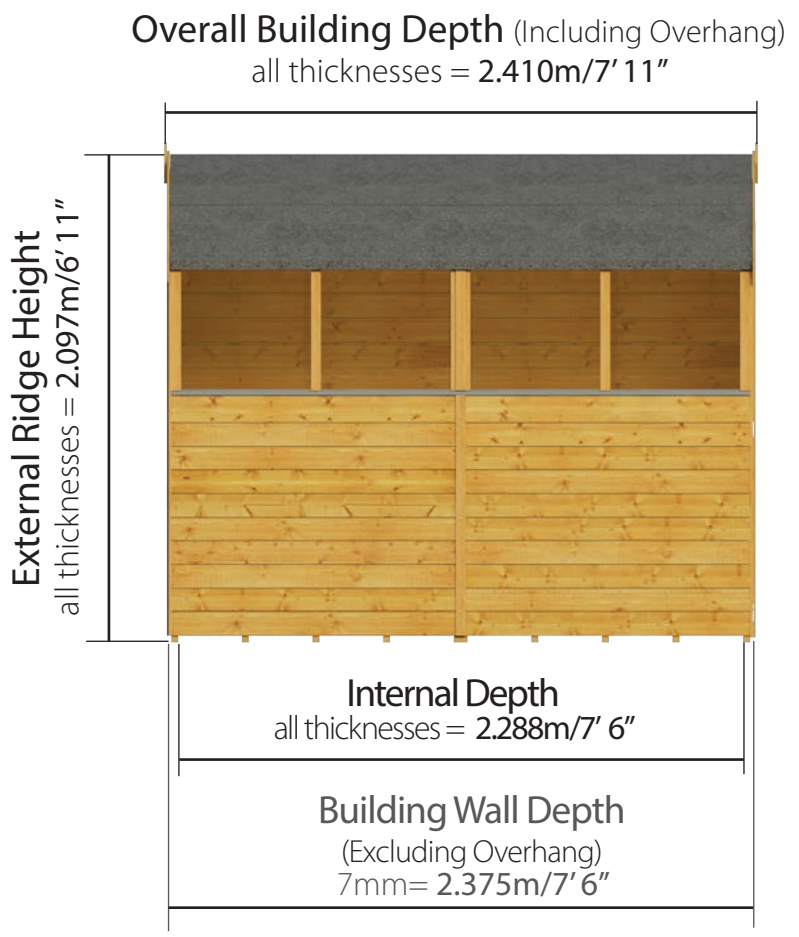 Overall Building Depth (Including Overhang)
all thicknesses = 2.410m/7’ 11”
External Ridge Height
all thicknesses = 2.097m/6’ 11”
Internal Depth
all thicknesses = 2.288m/7’ 6”
Building Wall Depth
(Excluding Overhang)
7mm= 2.375m/7’ 6”